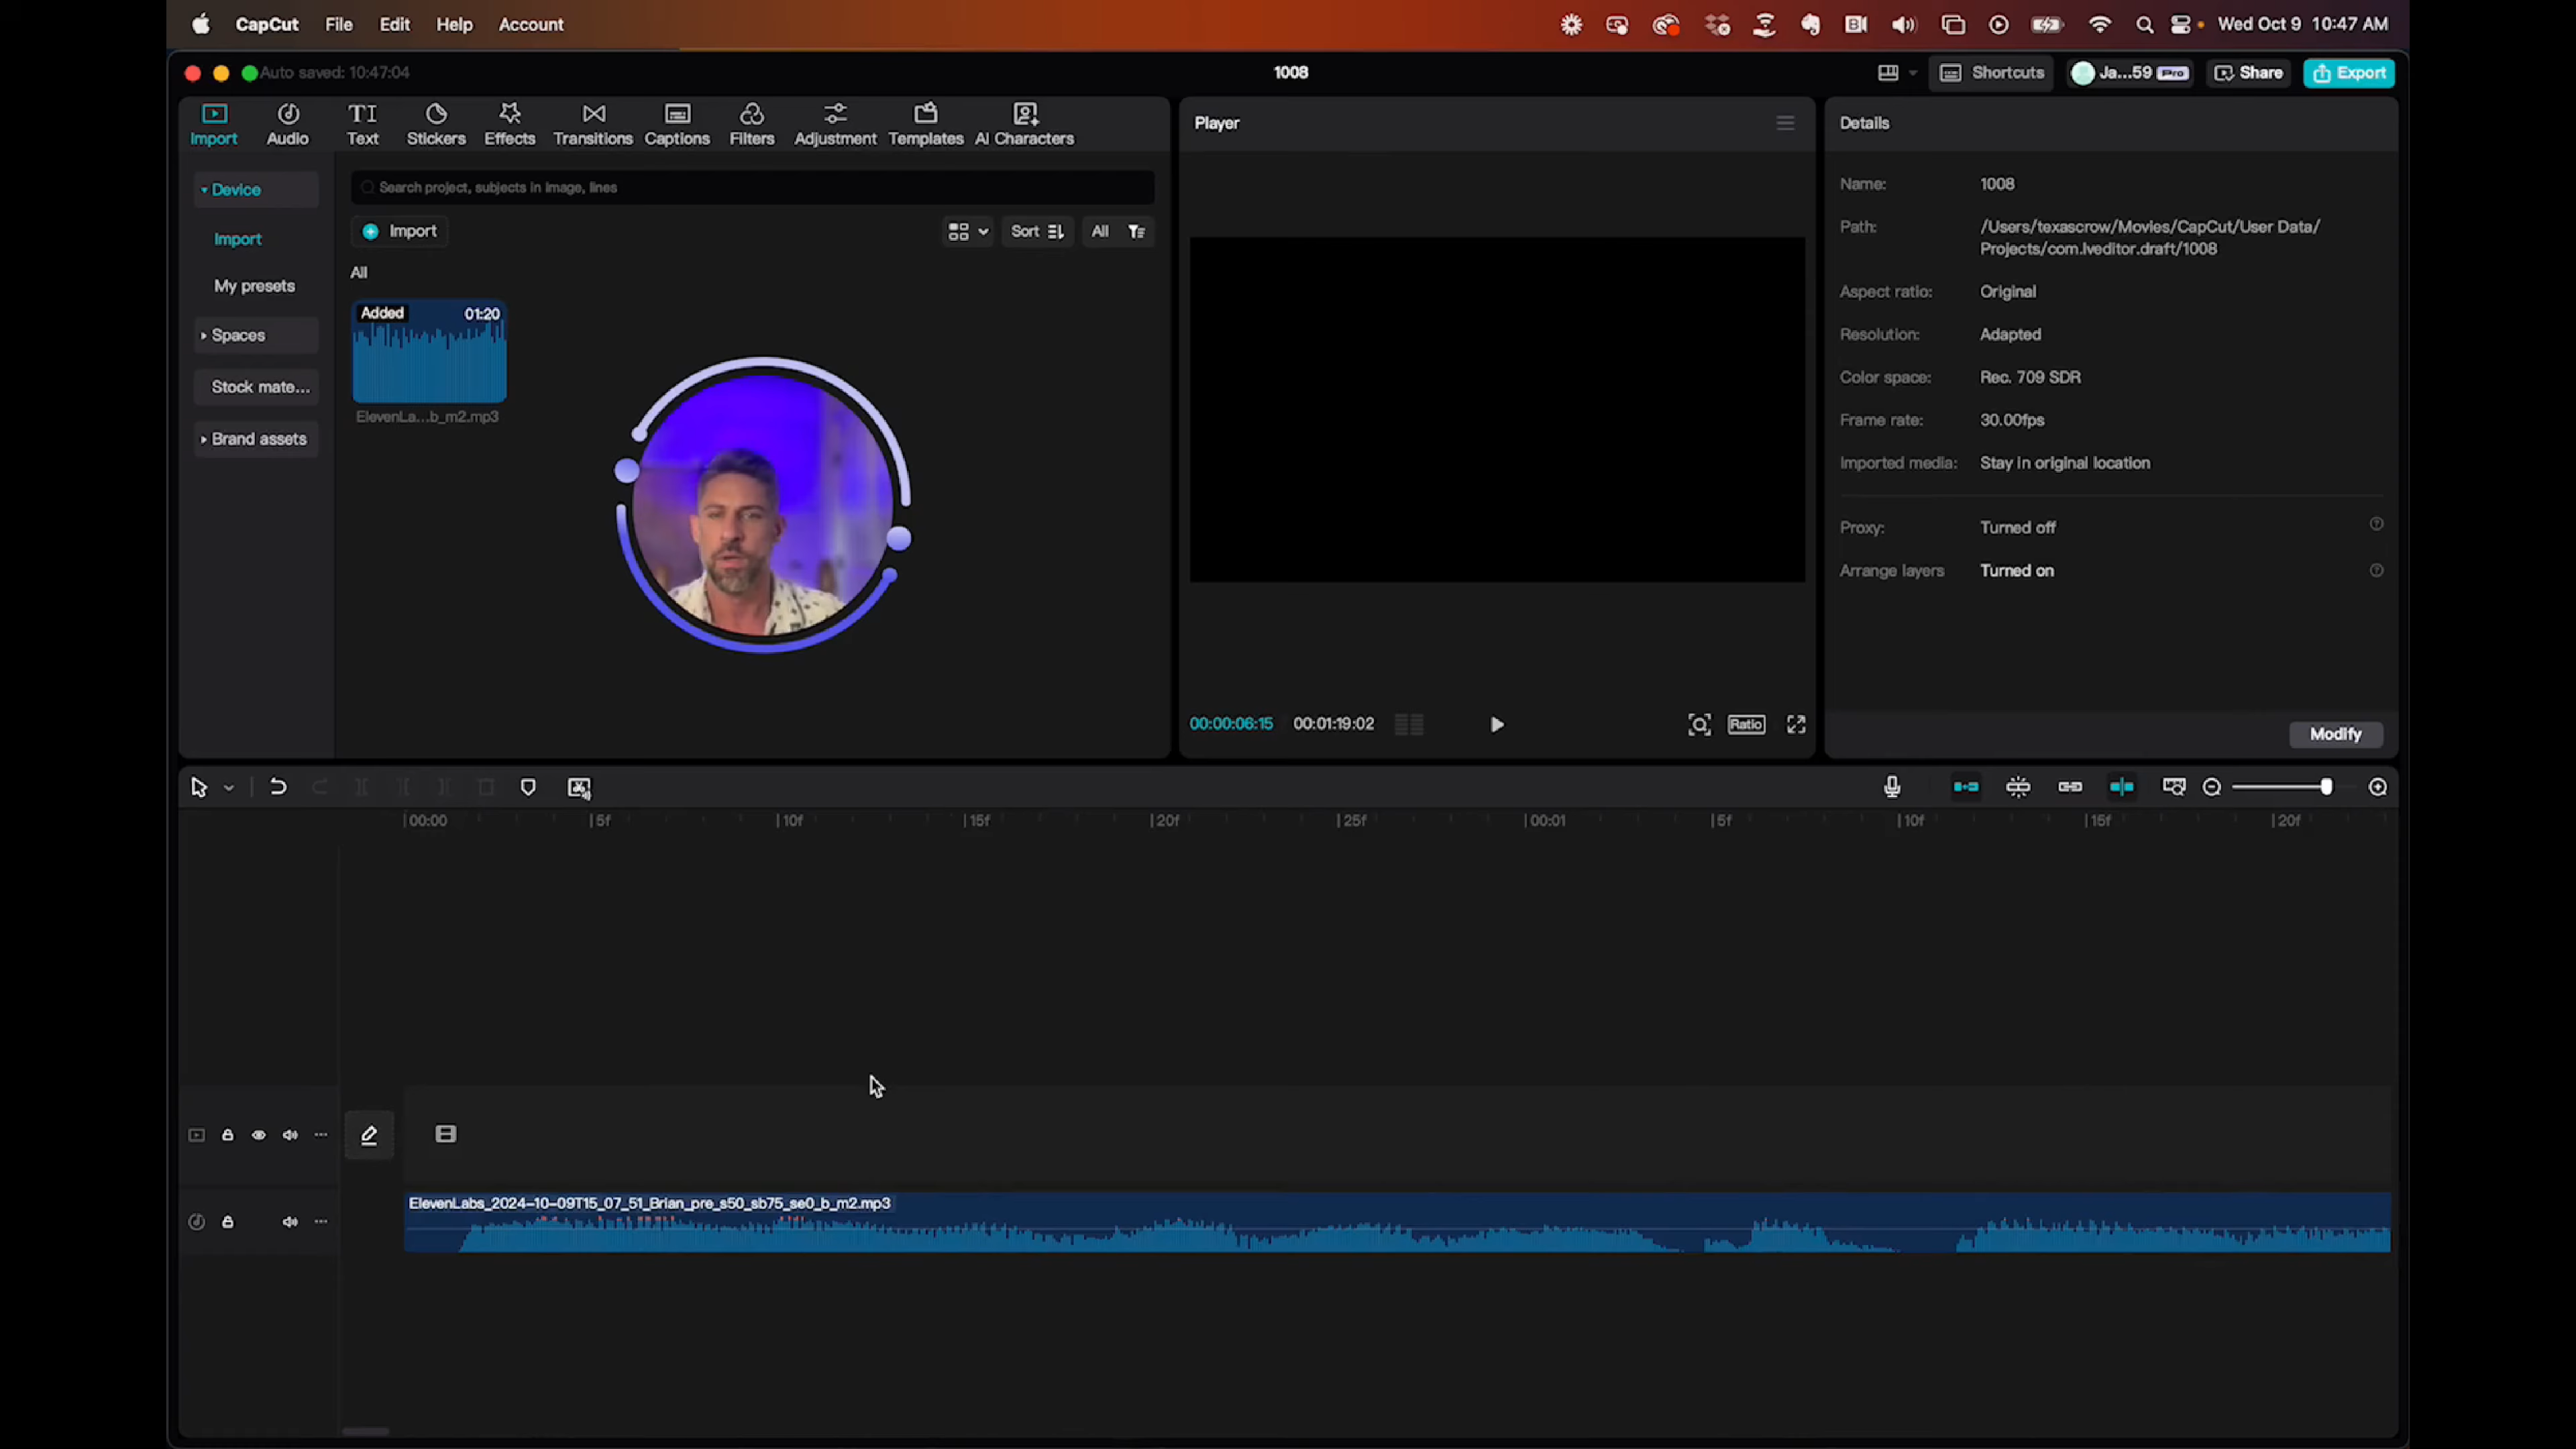 CapCut File Edit Help Account Wed Oct 9 10:47 AM
Auto saved: 10:47:04 1008 Shortcuts Ja...59 Pro Share Export
Import Audio Text Stickers Effects Transitions Captions Filters Adjustment Templates AI Characters
Device
Import
My presets
Spaces
Stock mate...
Brand assets
Search project, subjects in image, lines
Import Sort All
All
Added 01:20
ElevenLa...b_m2.mp3
Player
00:00:06:15 00:01:19:02 Ratio
Details
Name: 1008
Path: /Users/texascrow/Movies/CapCut/User Data/
Projects/com.lveditor.draft/1008
Aspect ratio: Original
Resolution: Adapted
Color space: Rec. 709 SDR
Frame rate: 30.00fps
Imported media: Stay in original location
Proxy: Turned off
Arrange layers Turned on
Modify
00:00 5f 10f 15f 20f 25f 00:01 5f 10f 15f 20f
ElevenLabs_2024-10-09T15_07_51_Brian_pre_s50_sb75_se0_b_m2.mp3